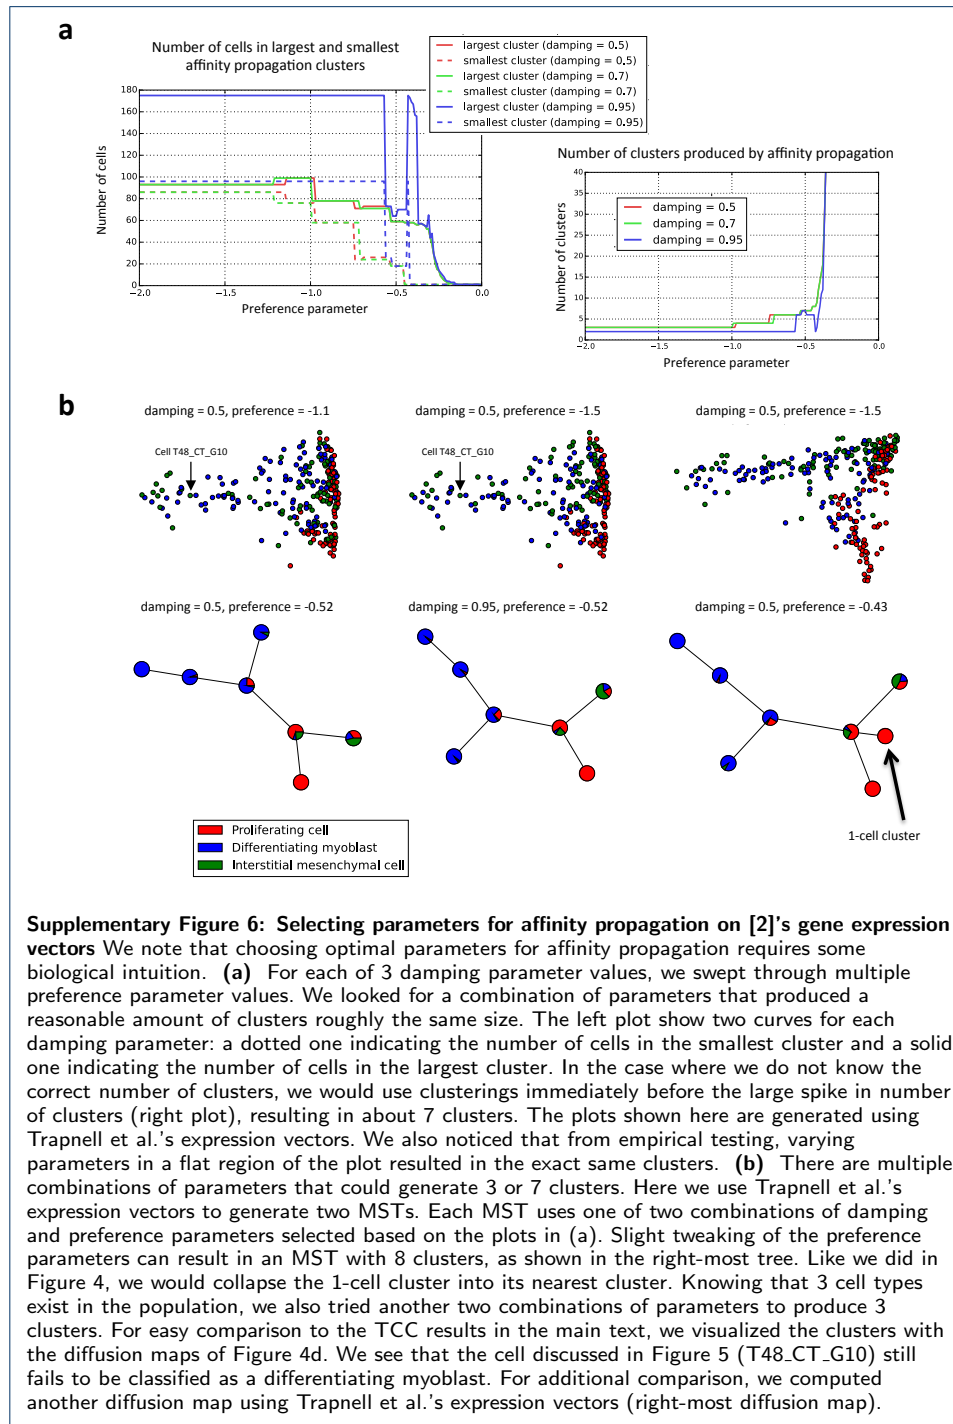 a
Number of cells in largest and smallest
affinity propagation clusters
largest cluster (damping = 0.5)
smallest cluster (damping = 0.5)
largest cluster (damping = 0.7)
smallest cluster (damping = 0.7)
largest cluster (damping = 0.95)
smallest cluster (damping = 0.95)
180
160
140
120
100
80
60
40
20
0
Number of cells
−2.0
−1.5
−1.0
−0.5
0.0
Preference parameter
Number of clusters produced by affinity propagation
40
35
30
25
20
15
10
5
0
Number of clusters
damping = 0.5
damping = 0.7
damping = 0.95
−2.0
−1.5
−1.0
−0.5
0.0
Preference parameter
b
damping = 0.5, preference = -1.1
damping = 0.5, preference = -1.5
damping = 0.5, preference = -1.5
Cell T48_CT_G10
Cell T48_CT_G10
damping = 0.5, preference = -0.52
damping = 0.95, preference = -0.52
damping = 0.5, preference = -0.43
1-cell cluster
Proliferating cell
Differentiating myoblast
Interstitial mesenchymal cell
Supplementary Figure 6: Selecting parameters for affinity propagation on [2]'s gene expression
vectors We note that choosing optimal parameters for affinity propagation requires some
biological intuition. (a) For each of 3 damping parameter values, we swept through multiple
preference parameter values. We looked for a combination of parameters that produced a
reasonable amount of clusters roughly the same size. The left plot show two curves for each
damping parameter: a dotted one indicating the number of cells in the smallest cluster and a solid
one indicating the number of cells in the largest cluster. In the case where we do not know the
correct number of clusters, we would use clusterings immediately before the large spike in number
of clusters (right plot), resulting in about 7 clusters. The plots shown here are generated using
Trapnell et al.'s expression vectors. We also noticed that from empirical testing, varying
parameters in a flat region of the plot resulted in the exact same clusters. (b) There are multiple
combinations of parameters that could generate 3 or 7 clusters. Here we use Trapnell et al.'s
expression vectors to generate two MSTs. Each MST uses one of two combinations of damping
and preference parameters selected based on the plots in (a). Slight tweaking of the preference
parameters can result in an MST with 8 clusters, as shown in the right-most tree. Like we did in
Figure 4, we would collapse the 1-cell cluster into its nearest cluster. Knowing that 3 cell types
exist in the population, we also tried another two combinations of parameters to produce 3
clusters. For easy comparison to the TCC results in the main text, we visualized the clusters with
the diffusion maps of Figure 4d. We see that the cell discussed in Figure 5 (T48_CT_G10) still
fails to be classified as a differentiating myoblast. For additional comparison, we computed
another diffusion map using Trapnell et al.'s expression vectors (right-most diffusion map).